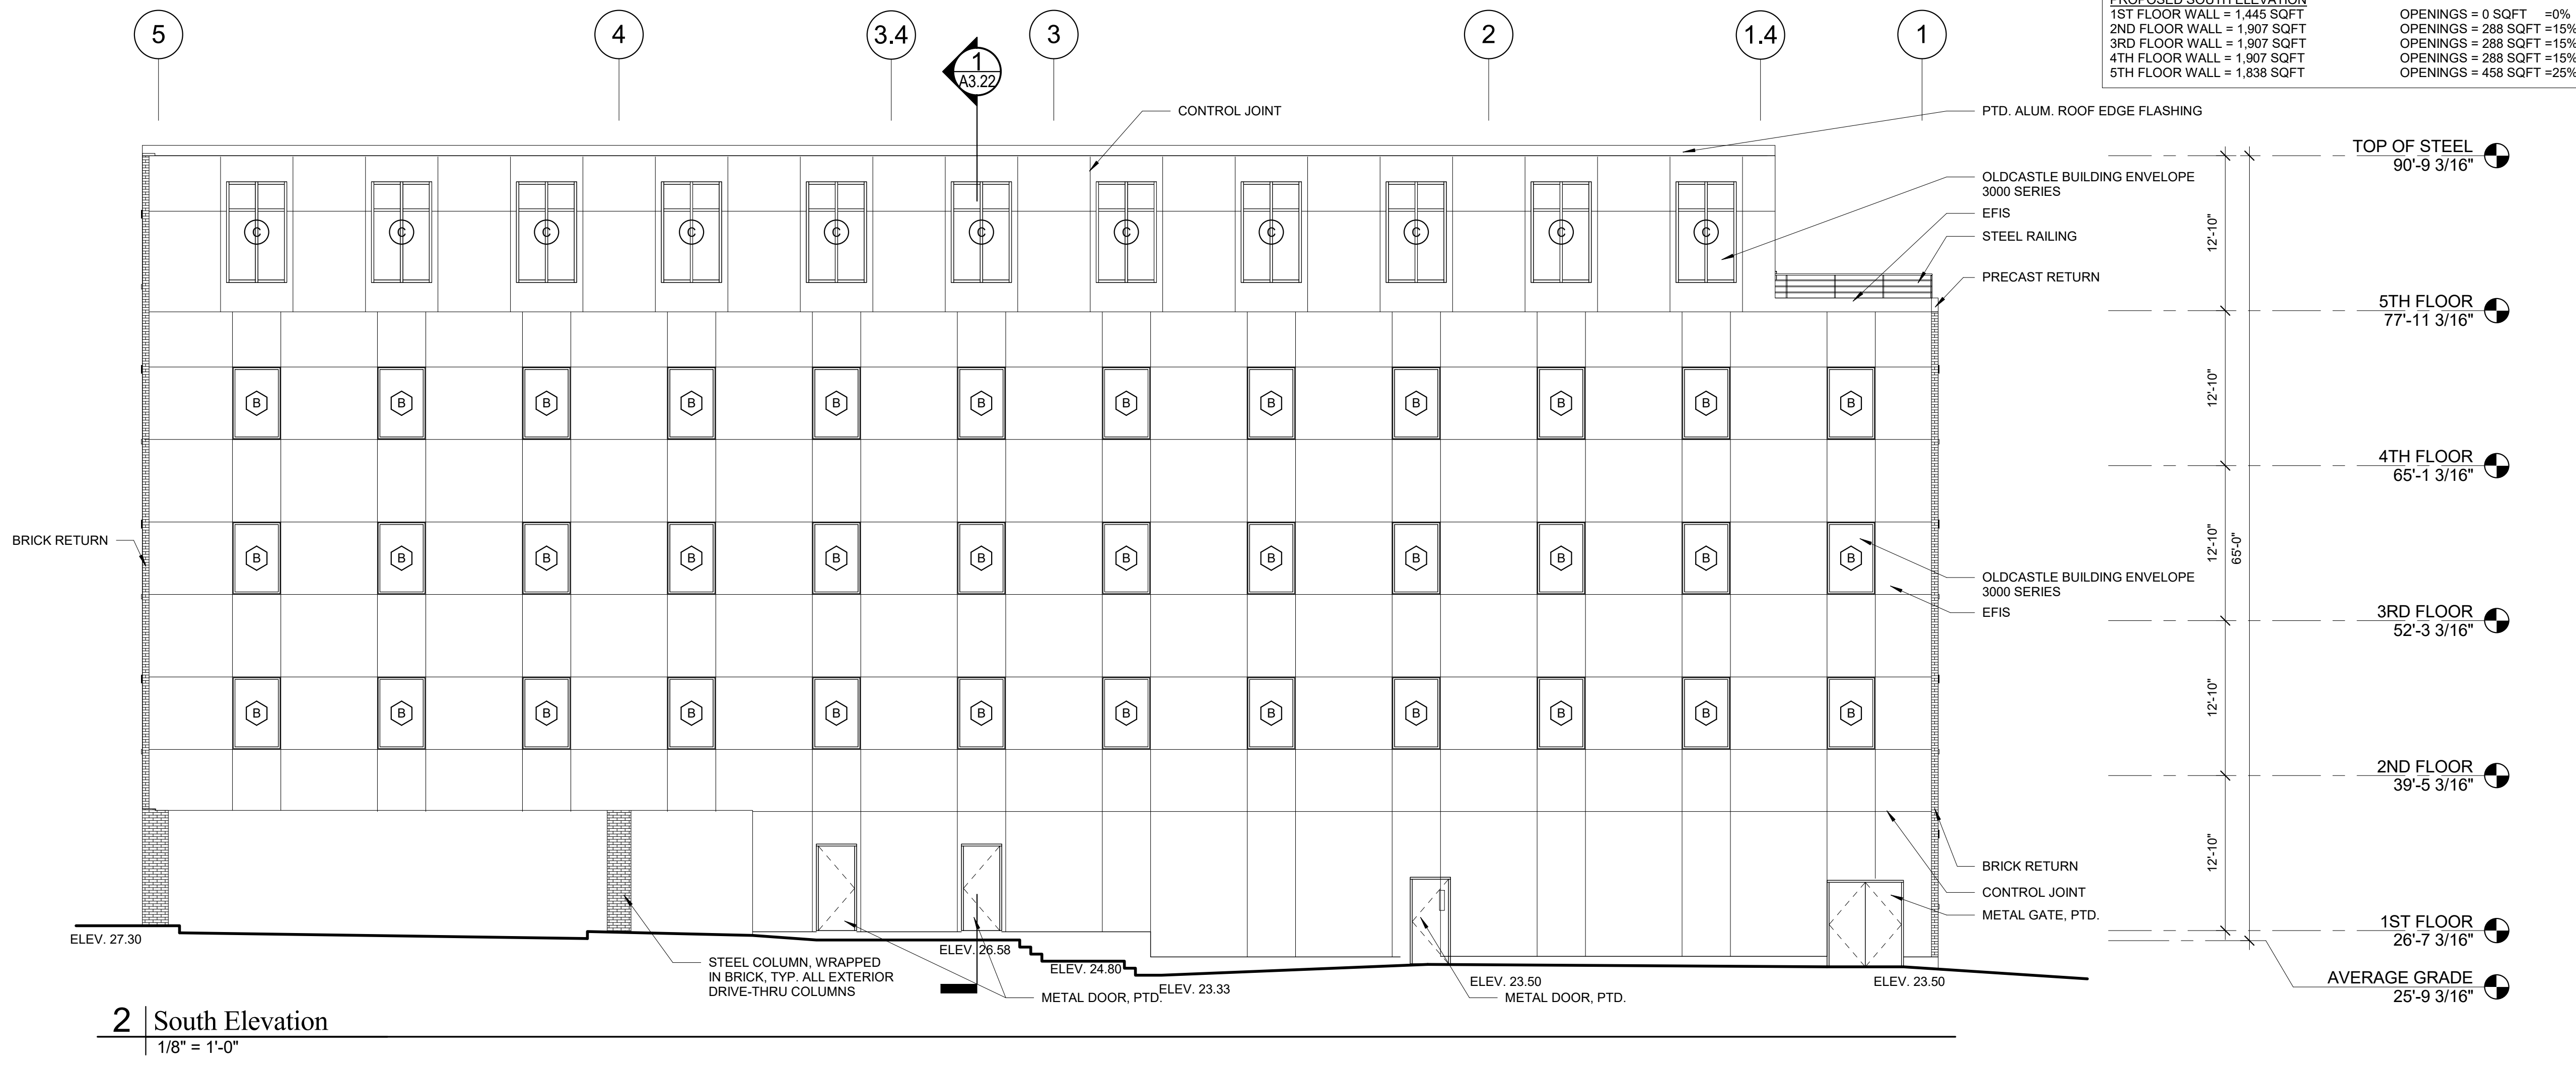 PROPOSED SOUTH ELEVATION
1ST FLOOR WALL = 1,445 SQFT OPENINGS = 0 SQFT =0%
2ND FLOOR WALL = 1,907 SQFT OPENINGS = 288 SQFT =15%
3RD FLOOR WALL = 1,907 SQFT OPENINGS = 288 SQFT =15%
4TH FLOOR WALL = 1,907 SQFT OPENINGS = 288 SQFT =15%
5TH FLOOR WALL = 1,838 SQFT OPENINGS = 458 SQFT =25%
5 4 3.4 3 2 1.4 1
1
A3.22
CONTROL JOINT
PTD. ALUM. ROOF EDGE FLASHING
TOP OF STEEL
90'-9 3/16"
OLDCASTLE BUILDING ENVELOPE
3000 SERIES
EFIS
STEEL RAILING
PRECAST RETURN
C C C C C C C C C C C
12'-10"
5TH FLOOR
77'-11 3/16"
B B B B B B B B B B B B
12'-10"
4TH FLOOR
65'-1 3/16"
BRICK RETURN
B B B B B B B B B B B B
12'-10"
65'-0"
OLDCASTLE BUILDING ENVELOPE
3000 SERIES
EFIS
3RD FLOOR
52'-3 3/16"
B B B B B B B B B B B B
12'-10"
2ND FLOOR
39'-5 3/16"
12'-10"
BRICK RETURN
CONTROL JOINT
METAL GATE, PTD.
1ST FLOOR
26'-7 3/16"
ELEV. 27.30
ELEV. 26.58
ELEV. 24.80
ELEV. 23.33
ELEV. 23.50
ELEV. 23.50
STEEL COLUMN, WRAPPED
IN BRICK, TYP. ALL EXTERIOR
DRIVE-THRU COLUMNS
METAL DOOR, PTD.
METAL DOOR, PTD.
AVERAGE GRADE
25'-9 3/16"
2 South Elevation
1/8" = 1'-0"